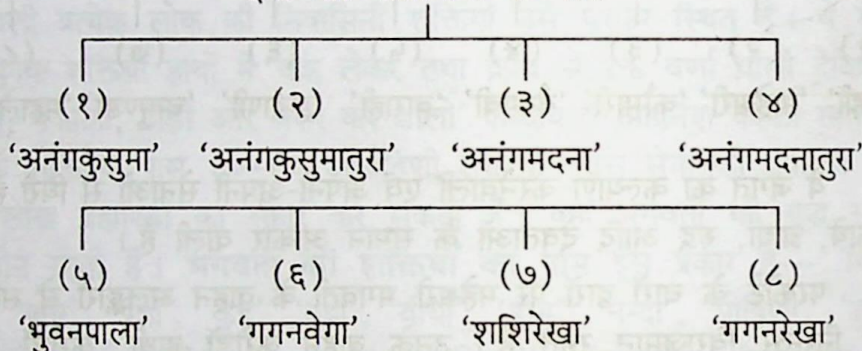 (१) (२) (३) (४)
‘अनंगकुसुमा’ ‘अनंगकुसुमातुरा’ ‘अनंगमदना’ ‘अनंगमदनातुरा’
(५) (६) (७) (८)
‘भुवनपाला’ ‘गगनवेगा’ ‘शशिरेखा’ ‘गगनरेखा’